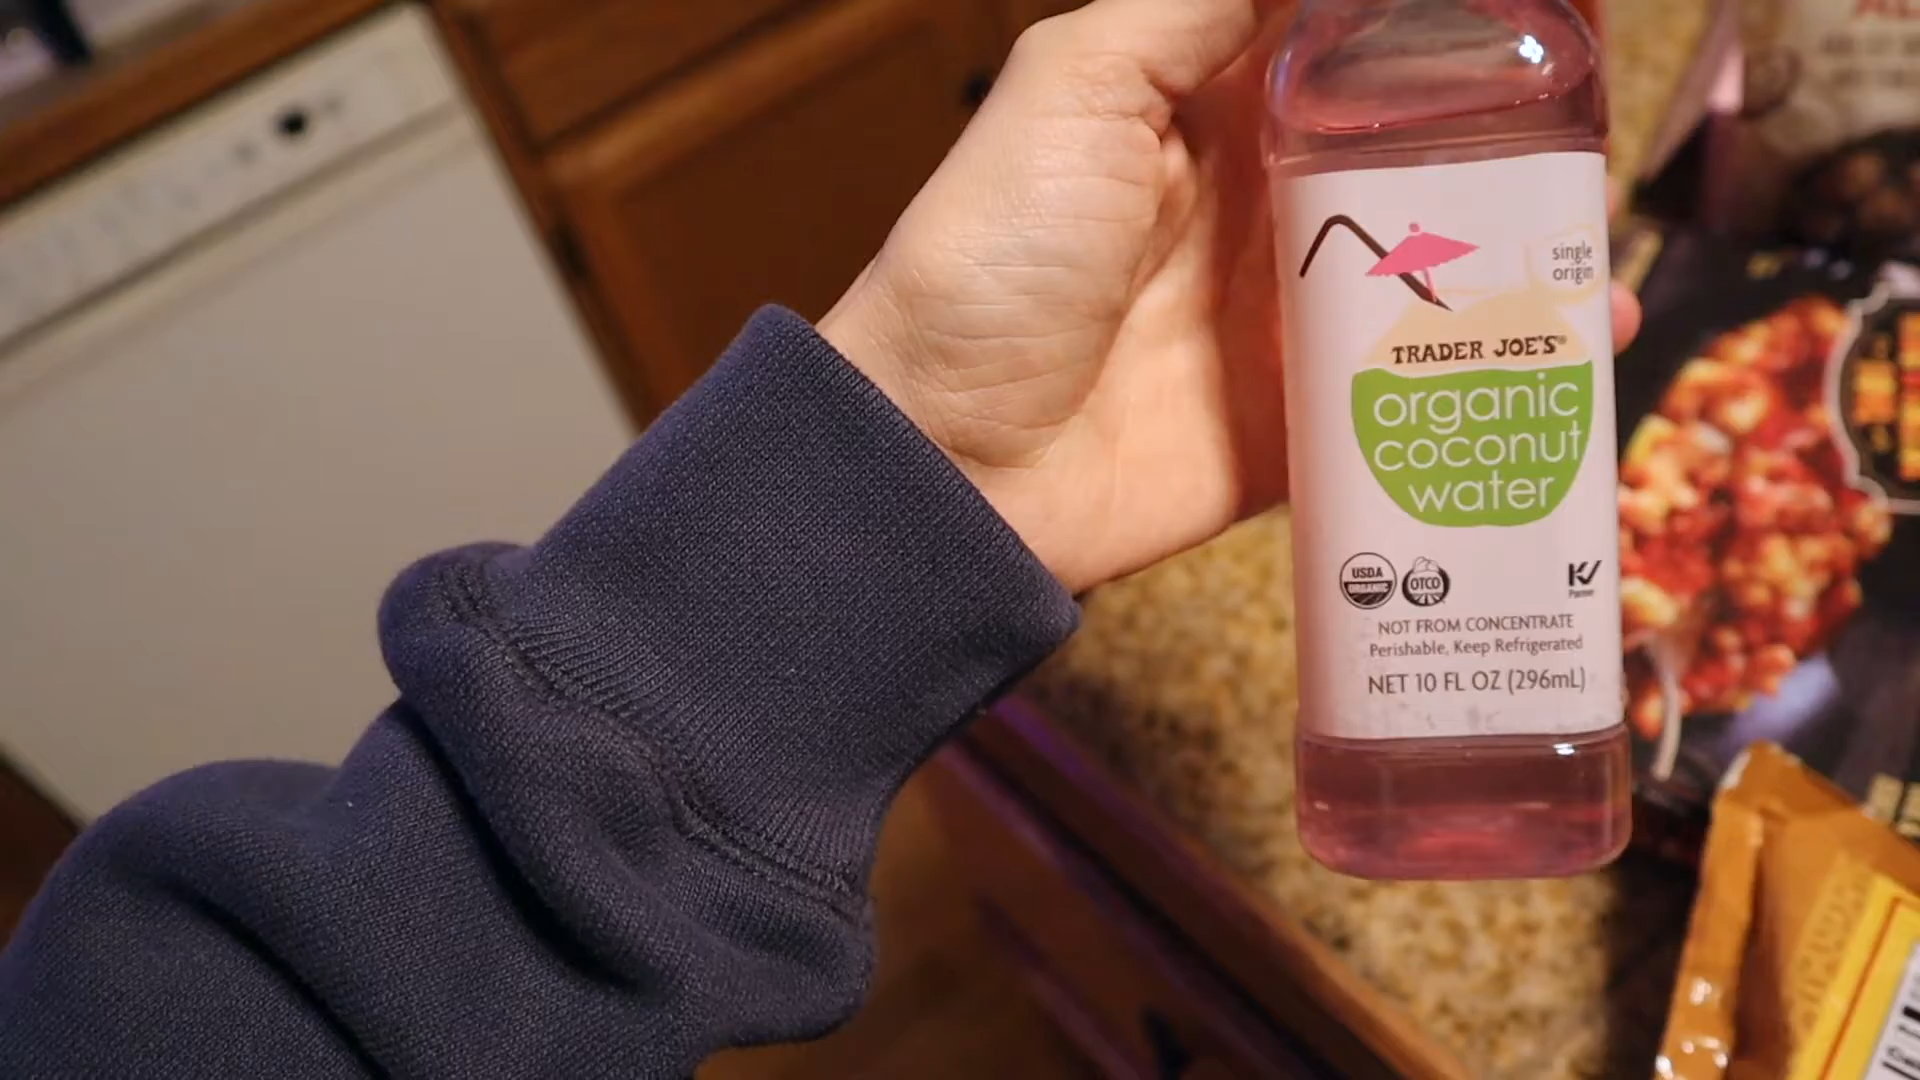 single
origin
TRADER JOE'S®
organic
coconut
water
USDA
ORGANIC
OTCO
NOT FROM CONCENTRATE
Perishable, Keep Refrigerated
NET 10 FL OZ (296mL)